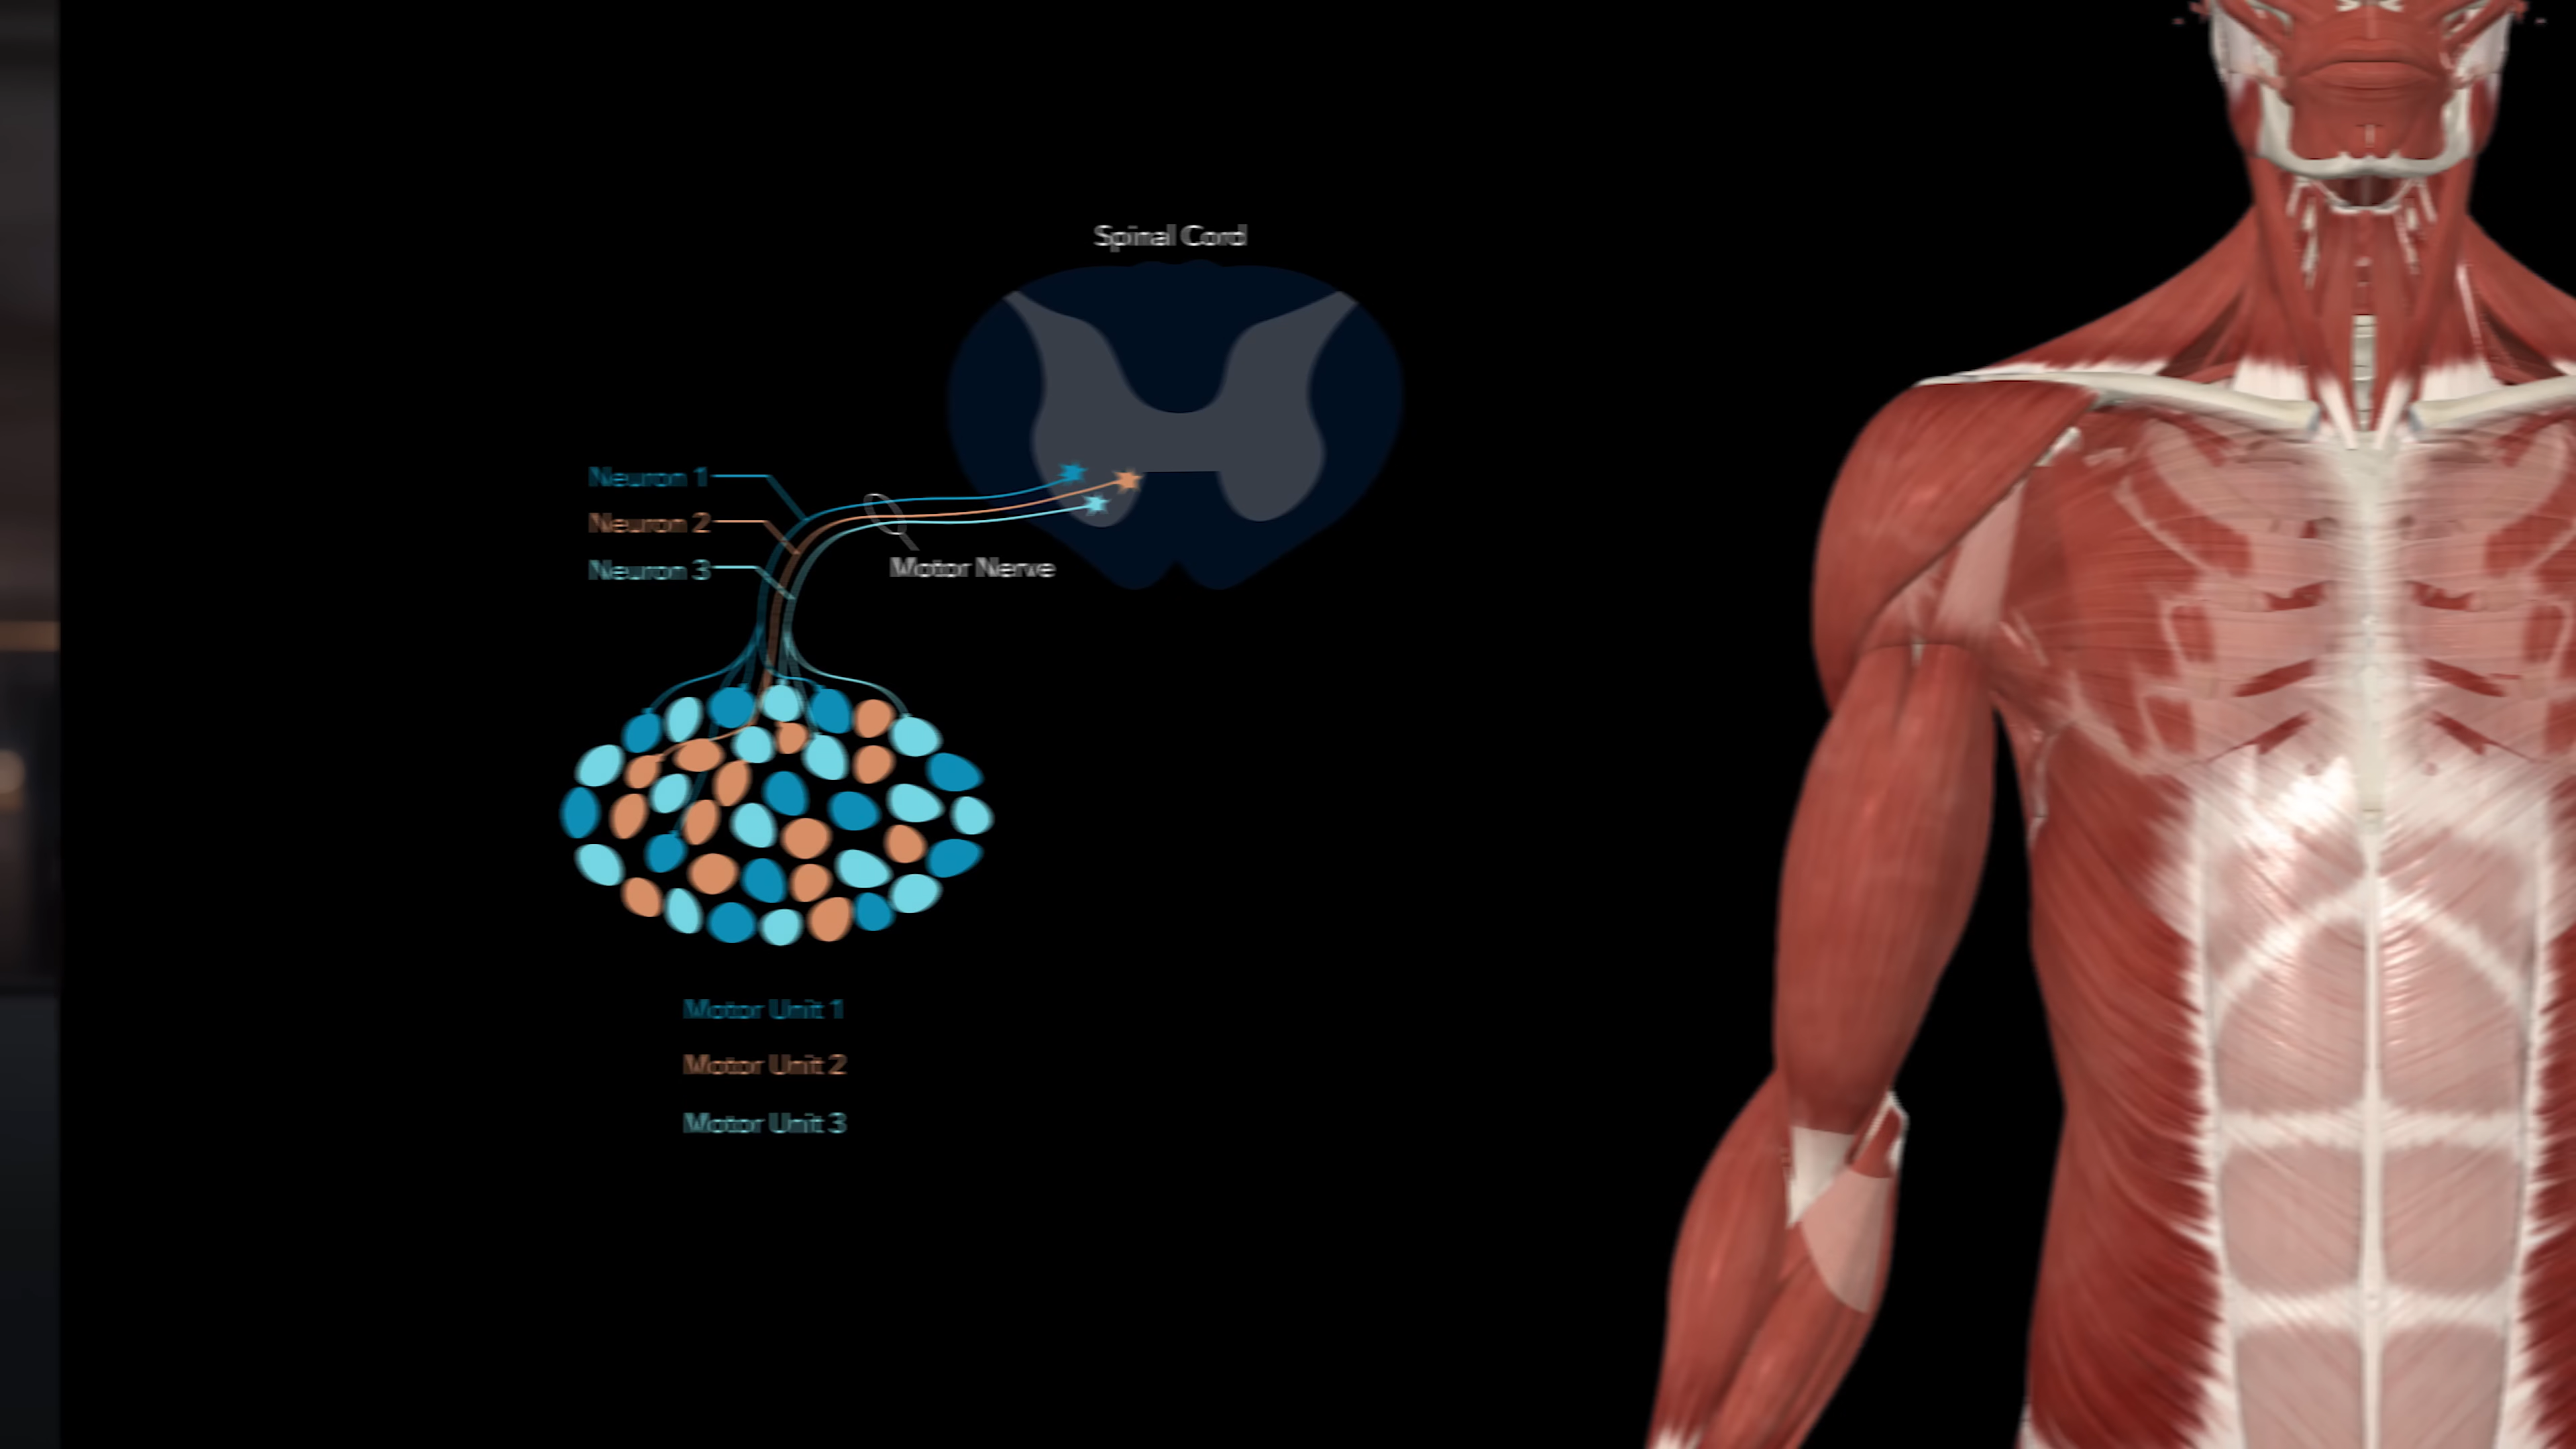 Spinal Cord
Neuron 1
Neuron 2
Neuron 3
Motor Nerve
Motor Unit 1
Motor Unit 2
Motor Unit 3